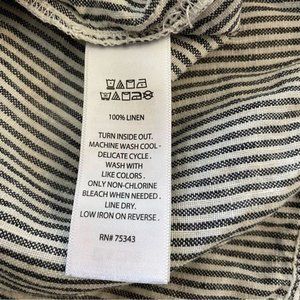 100% LINEN
TURN INSIDE OUT.
MACHINE WASH COOL -
DELICATE CYCLE.
WASH WITH
LIKE COLORS.
ONLY NON-CHLORINE
BLEACH WHEN NEEDED.
LINE DRY.
LOW IRON ON REVERSE.
RN# 75343